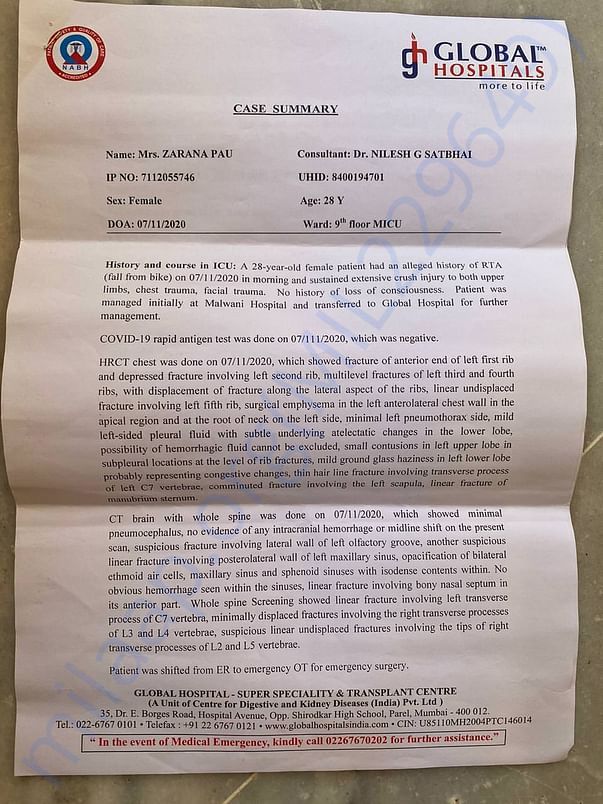 PATIENT SAFETY & QUALITY OF CARE
NABH
ACCREDITED
gh GLOBAL™
HOSPITALS
more to life
CASE SUMMARY
Name: Mrs. ZARANA PAU Consultant: Dr. NILESH G SATBHAI
IP NO: 7112055746 UHID: 8400194701
Sex: Female Age: 28 Y
DOA: 07/11/2020 Ward: 9th floor MICU
History and course in ICU: A 28-year-old female patient had an alleged history of RTA
(fall from bike) on 07/11/2020 in morning and sustained extensive crush injury to both upper
limbs, chest trauma, facial trauma. No history of loss of consciousness. Patient was
managed initially at Malwani Hospital and transferred to Global Hospital for further
management.
COVID-19 rapid antigen test was done on 07/111/2020, which was negative.
HRCT chest was done on 07/11/2020, which showed fracture of anterior end of left first rib
and depressed fracture involving left second rib, multilevel fractures of left third and fourth
ribs, with displacement of fracture along the lateral aspect of the ribs, linear undisplaced
fracture involving left fifth rib, surgical emphysema in the left anterolateral chest wall in the
apical region and at the root of neck on the left side, minimal left pneumothorax side, mild
left-sided pleural fluid with subtle underlying atelectatic changes in the lower lobe,
possibility of hemorrhagic fluid cannot be excluded, small contusions in left upper lobe in
subpleural locations at the level of rib fractures, mild ground glass haziness in left lower lobe
probably representing congestive changes, thin hair line fracture involving transverse process
of left C7 vertebrae, comminuted fracture involving the left scapula, linear fracture of
manubrium sternum.
CT brain with whole spine was done on 07/11/2020, which showed minimal
pneumocephalus, no evidence of any intracranial hemorrhage or midline shift on the present
scan, suspicious fracture involving lateral wall of left olfactory groove, another suspicious
linear fracture involving posterolateral wall of left maxillary sinus, opacification of bilateral
ethmoid air cells, maxillary sinus and sphenoid sinuses with isodense contents within. No
obvious hemorrhage seen within the sinuses, linear fracture involving bony nasal septum in
its anterior part. Whole spine Screening showed linear fracture involving left transverse
process of C7 vertebra, minimally displaced fractures involving the right transverse processes
of L3 and L4 vertebrae, suspicious linear undisplaced fractures involving the tips of right
transverse processes of L2 and L5 vertebrae.
Patient was shifted from ER to emergency OT for emergency surgery.
GLOBAL HOSPITAL - SUPER SPECIALITY & TRANSPLANT CENTRE
(A Unit of Centre for Digestive and Kidney Diseases (India) Pvt. Ltd )
35, Dr. E. Borges Road, Hospital Avenue, Opp. Shirodkar High School, Parel, Mumbai - 400 012.
Tel.: 022-6767 0101 • Telefax : +91 22 6767 0121 • www.globalhospitalsindia.com • CIN: U85110MH2004PTC146014
“ In the event of Medical Emergency, kindly call 02267670202 for further assistance.”